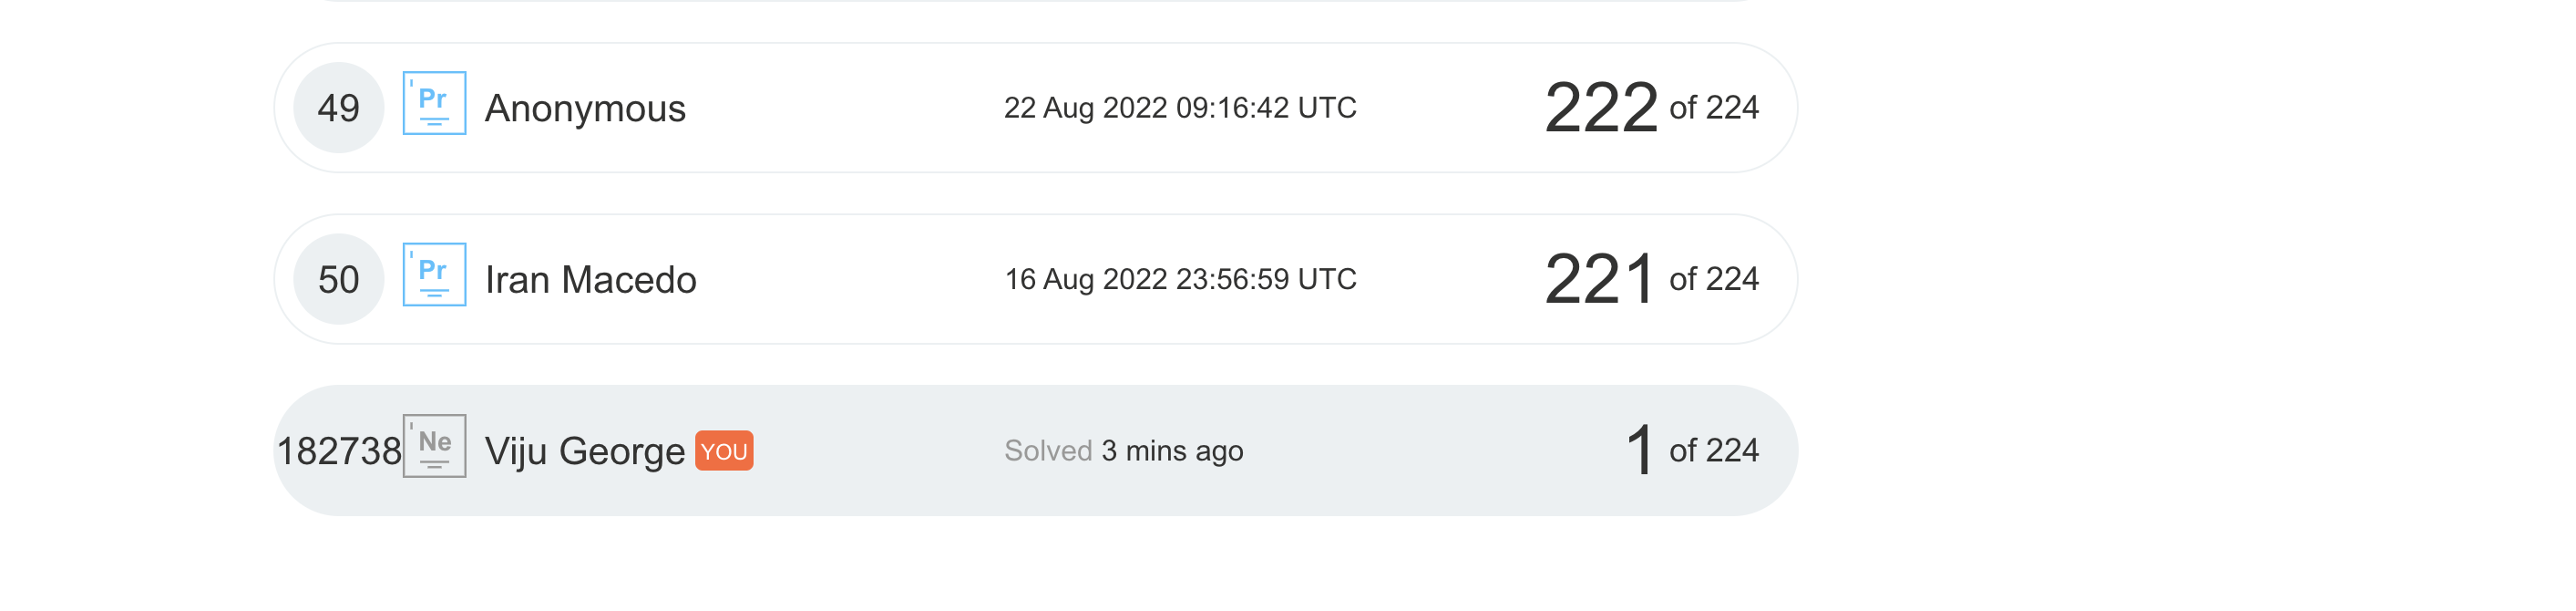 49 Pr Anonymous 22 Aug 2022 09:16:42 UTC 222 of 224
50 Pr Iran Macedo 16 Aug 2022 23:56:59 UTC 221 of 224
182738 Ne Viju George YOU Solved 3 mins ago 1 of 224